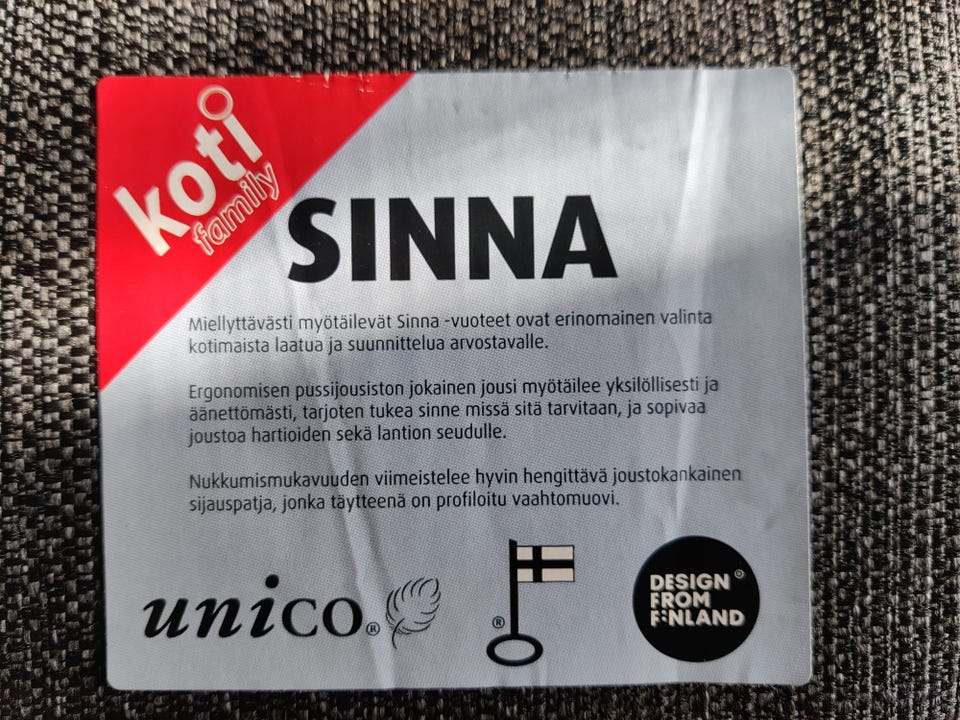 koti
family
SINNA
Miellyttävästi myötäilevät Sinna -vuoteet ovat erinomainen valinta
kotimaista laatua ja suunnittelua arvostavalle.
Ergonomisen pussijousiston jokainen jousi myötäilee yksilöllisesti ja
äänettömästi, tarjoten tukea sinne missä sitä tarvitaan, ja sopivaa
joustoa hartioiden sekä lantion seudulle.
Nukkumismukavuuden viimeistelee hyvin hengittävä joustokankainen
sijauspatja, jonka täytteenä on profiloitu vaahtomuovi.
unico®
®
DESIGN®
FROM
FINLAND